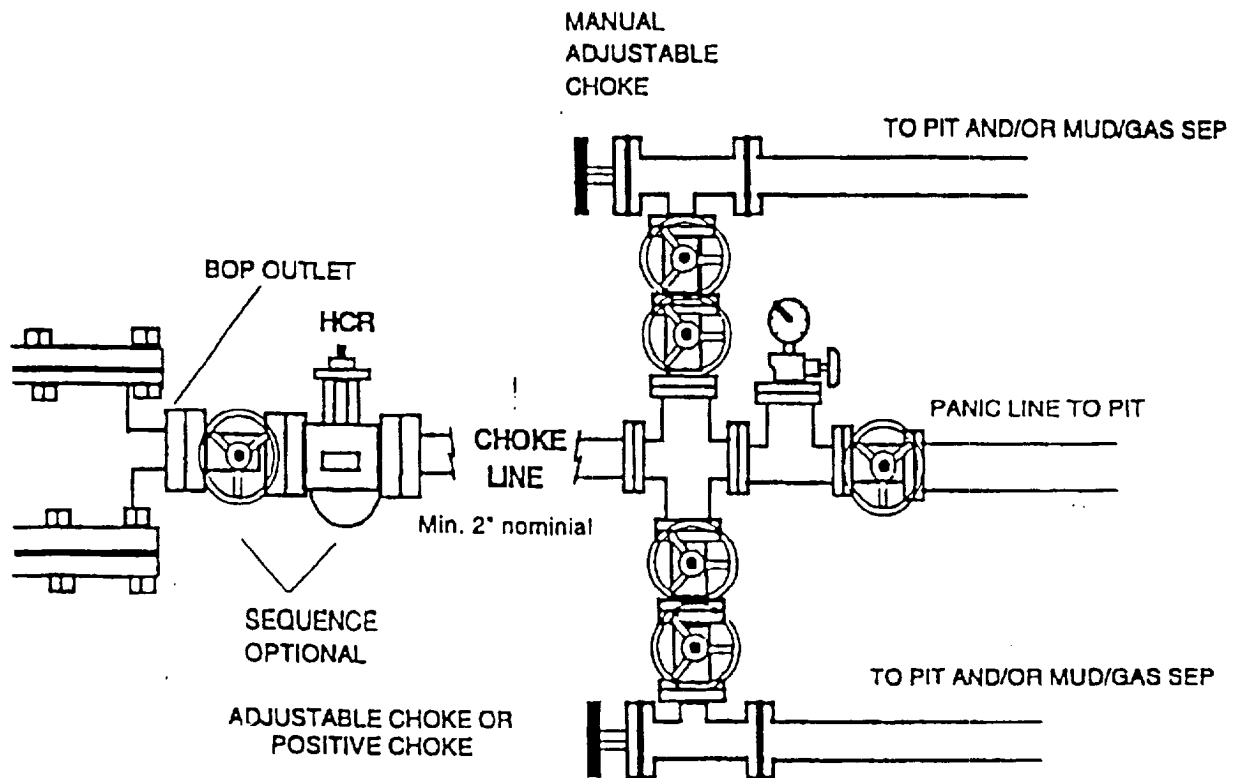 MANUAL
ADJUSTABLE
CHOKE
TO PIT AND/OR MUD/GAS SEP
BOP OUTLET
HCR
PANIC LINE TO PIT
CHOKE
LINE
Min. 2" nominial
SEQUENCE
OPTIONAL
TO PIT AND/OR MUD/GAS SEP
ADJUSTABLE CHOKE OR
POSITIVE CHOKE